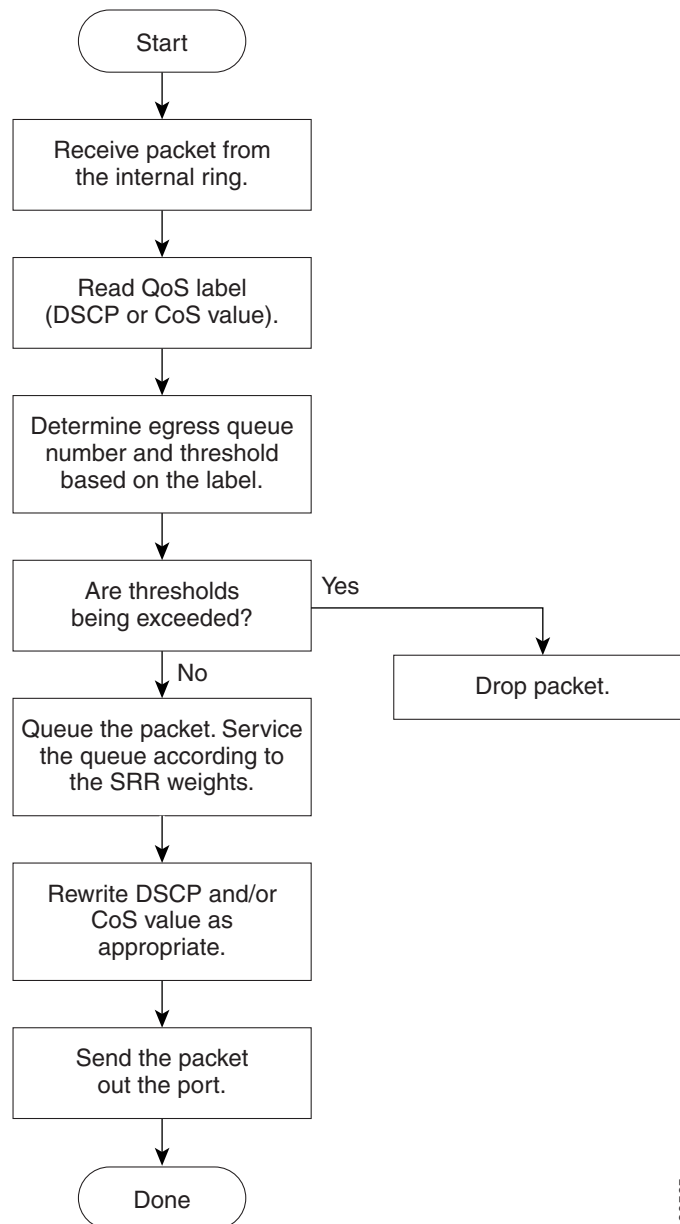 Start
Receive packet from
the internal ring.
Read QoS label
(DSCP or CoS value).
Determine egress queue
number and threshold
based on the label.
Are thresholds
being exceeded?
Yes
No
Drop packet.
Queue the packet. Service
the queue according to
the SRR weights.
Rewrite DSCP and/or
CoS value as
appropriate.
Send the packet
out the port.
Done